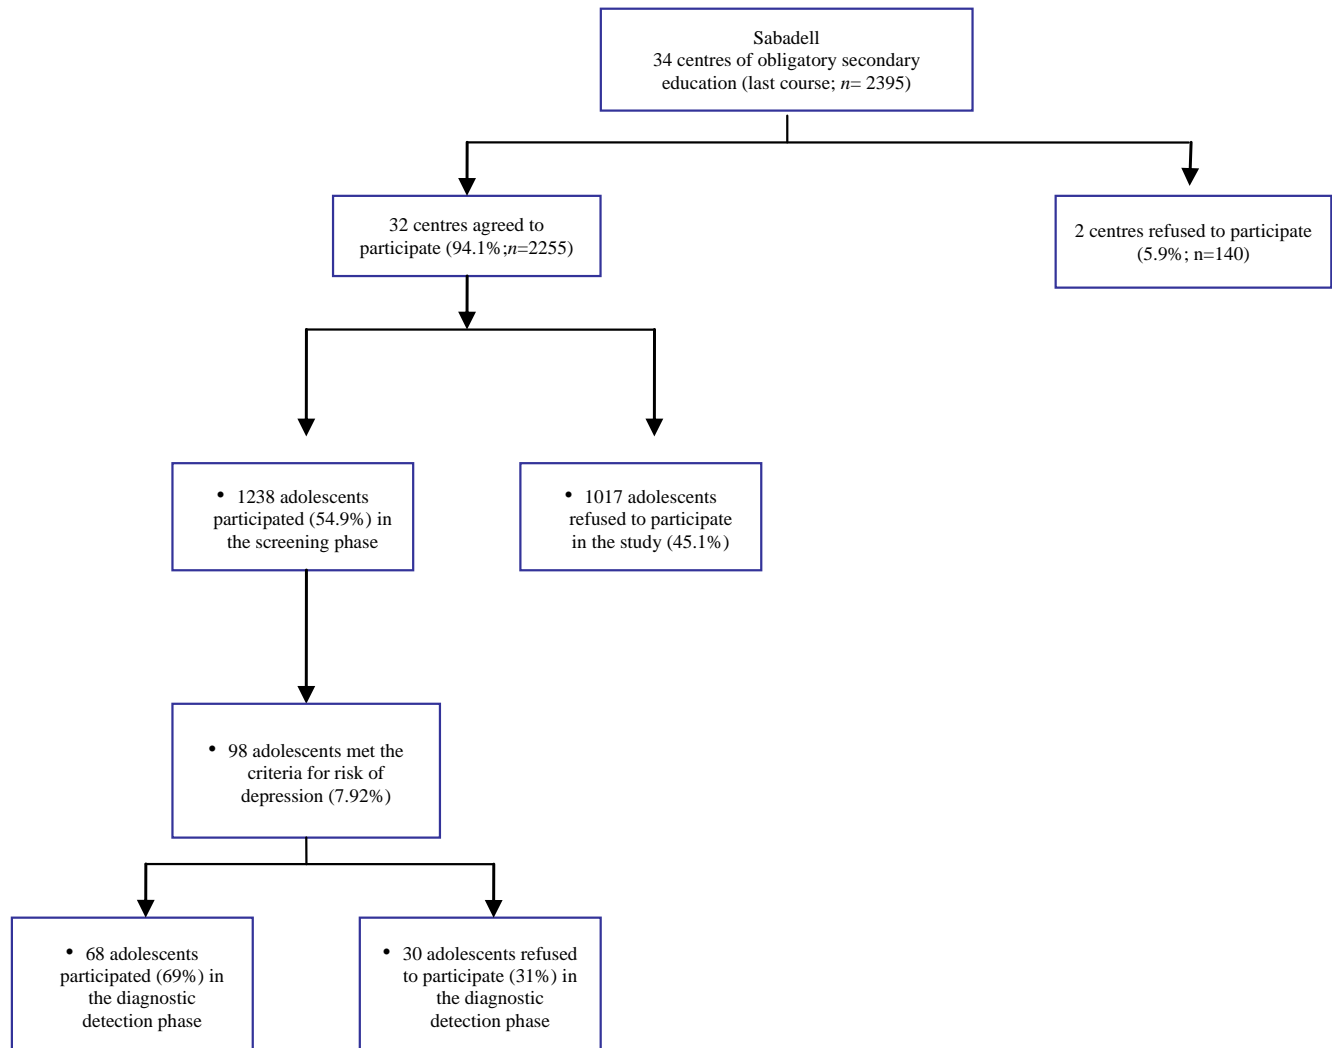 Sabadell
34 centres of obligatory secondary
education (last course; n= 2395)
32 centres agreed to
participate (94.1%;n=2255)
2 centres refused to participate
(5.9%; n=140)
• 1238 adolescents
participated (54.9%) in
the screening phase
• 1017 adolescents
refused to participate
in the study (45.1%)
• 98 adolescents met the
criteria for risk of
depression (7.92%)
• 68 adolescents
participated (69%) in
the diagnostic
detection phase
• 30 adolescents refused
to participate (31%) in
the diagnostic
detection phase